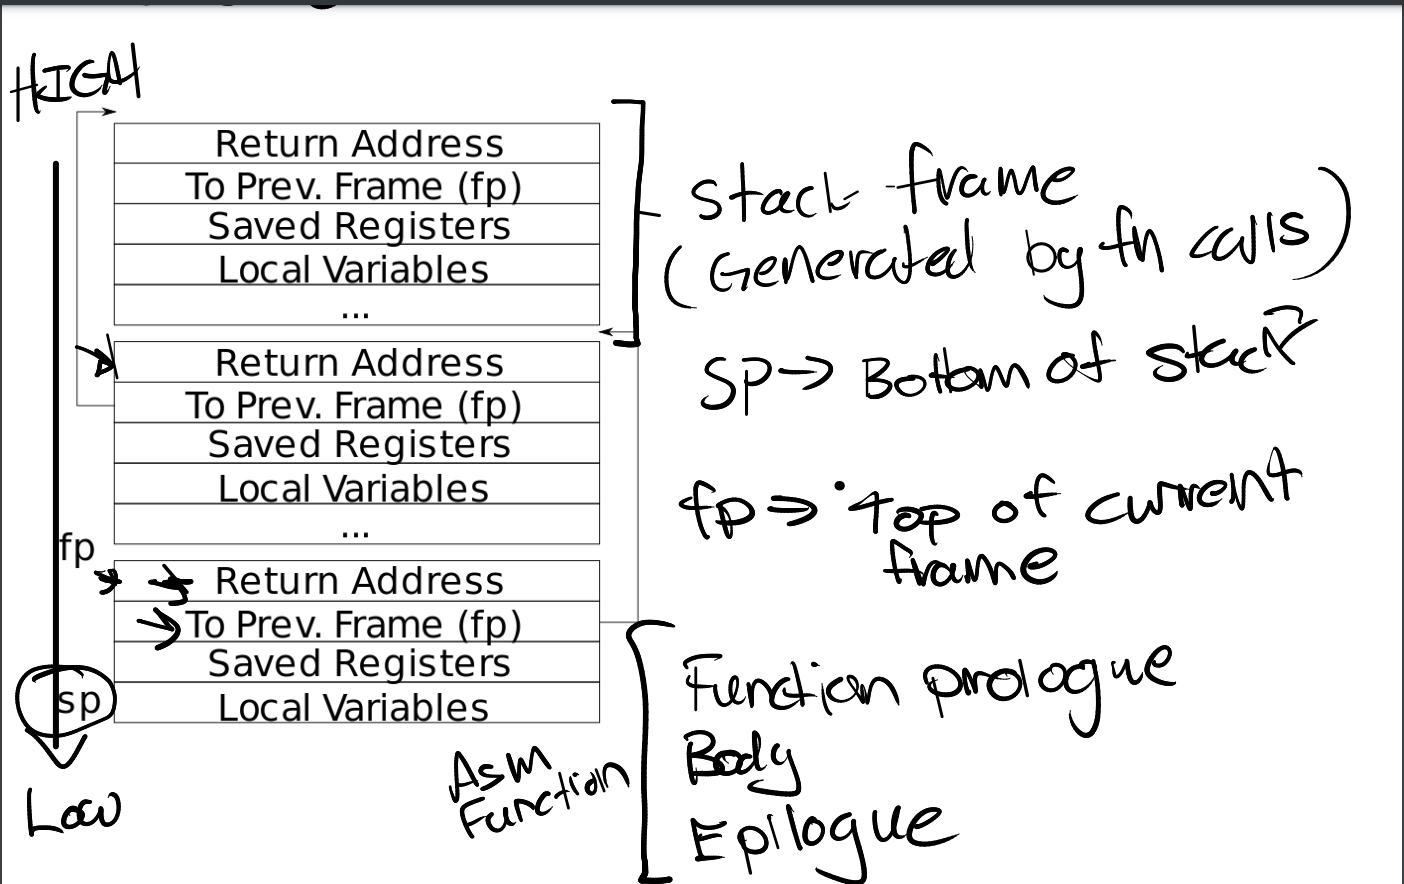 HIGH
Return Address
To Prev. Frame (fp)
Saved Registers
Local Variables
...
Stack frame
(Generated by fn calls)
Return Address
To Prev. Frame (fp)
Saved Registers
Local Variables
...
SP → Bottom of stack
fp → Top of current
frame
fp
Return Address
To Prev. Frame (fp)
Saved Registers
sp
Local Variables
Low
Asm
Function
Function prologue
Body
Epilogue